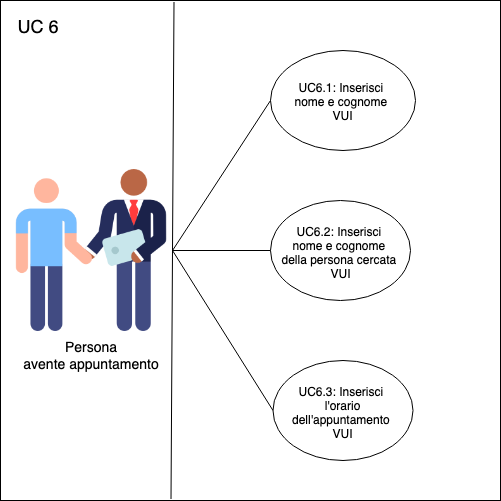 UC 6
UC6.1: Inserisci
nome e cognome
VUI
UC6.2: Inserisci
nome e cognome
della persona cercata
VUI
Persona
avente appuntamento
UC6.3: Inserisci
l'orario
dell'appuntamento
VUI